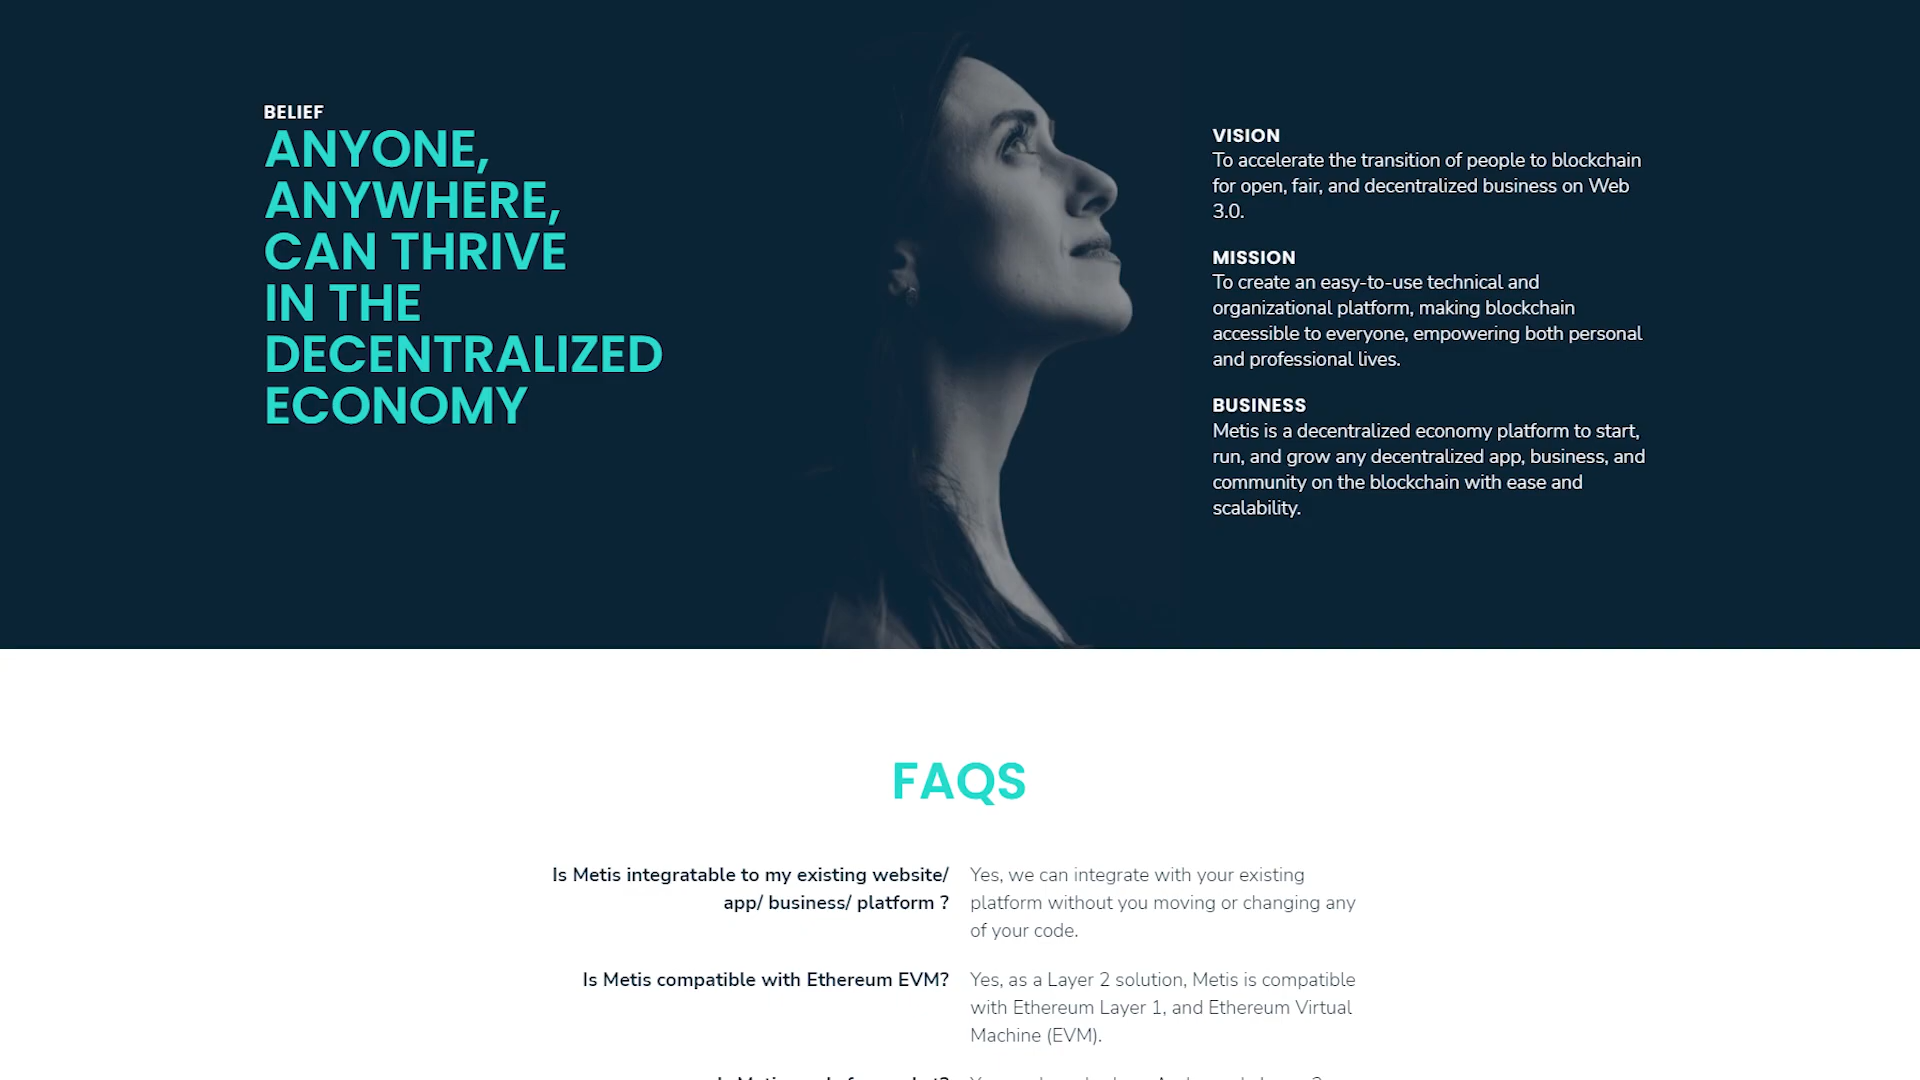 BELIEF
ANYONE,
ANYWHERE,
CAN THRIVE
IN THE
DECENTRALIZED
ECONOMY
VISION
To accelerate the transition of people to blockchain
for open, fair, and decentralized business on Web
3.0.
MISSION
To create an easy-to-use technical and
organizational platform, making blockchain
accessible to everyone, empowering both personal
and professional lives.
BUSINESS
Metis is a decentralized economy platform to start,
run, and grow any decentralized app, business, and
community on the blockchain with ease and
scalability.
FAQS
Is Metis integratable to my existing website/
app/ business/ platform ?
Yes, we can integrate with your existing
platform without you moving or changing any
of your code.
Is Metis compatible with Ethereum EVM?
Yes, as a Layer 2 solution, Metis is compatible
with Ethereum Layer 1, and Ethereum Virtual
Machine (EVM).